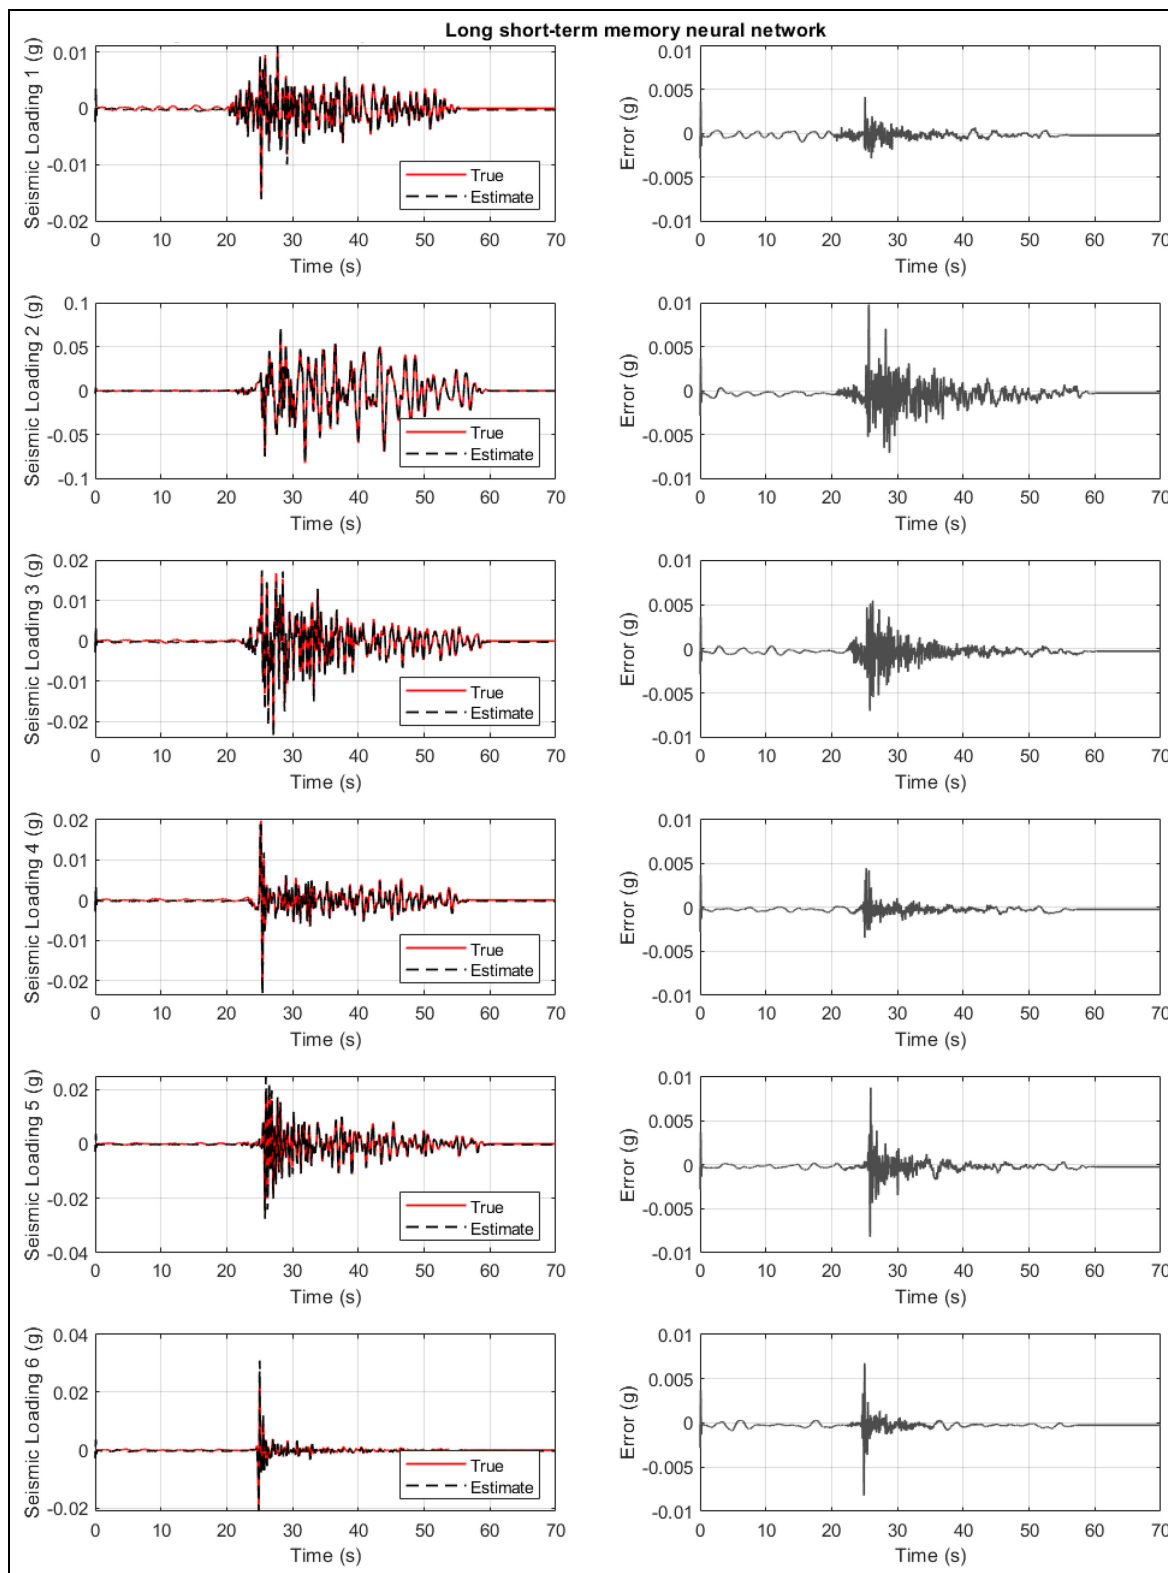 Long short-term memory neural network
Seismic Loading 1 (g)
0.01
0
-0.01
-0.02
True
Estimate
0 10 20 30 40 50 60 70
Time (s)
Error (g)
0.01
0.005
0
-0.005
-0.01
0 10 20 30 40 50 60 70
Time (s)
Seismic Loading 2 (g)
0.1
0.05
0
-0.05
-0.1
True
Estimate
0 10 20 30 40 50 60 70
Time (s)
Error (g)
0.01
0.005
0
-0.005
-0.01
0 10 20 30 40 50 60 70
Time (s)
Seismic Loading 3 (g)
0.02
0.01
0
-0.01
-0.02
True
Estimate
0 10 20 30 40 50 60 70
Time (s)
Error (g)
0.01
0.005
0
-0.005
-0.01
0 10 20 30 40 50 60 70
Time (s)
Seismic Loading 4 (g)
0.02
0.01
0
-0.01
-0.02
True
Estimate
0 10 20 30 40 50 60 70
Time (s)
Error (g)
0.01
0.005
0
-0.005
-0.01
0 10 20 30 40 50 60 70
Time (s)
Seismic Loading 5 (g)
0.02
0
-0.02
-0.04
True
Estimate
0 10 20 30 40 50 60 70
Time (s)
Error (g)
0.01
0.005
0
-0.005
-0.01
0 10 20 30 40 50 60 70
Time (s)
Seismic Loading 6 (g)
0.04
0.02
0
-0.02
True
Estimate
0 10 20 30 40 50 60 70
Time (s)
Error (g)
0.01
0.005
0
-0.005
-0.01
0 10 20 30 40 50 60 70
Time (s)